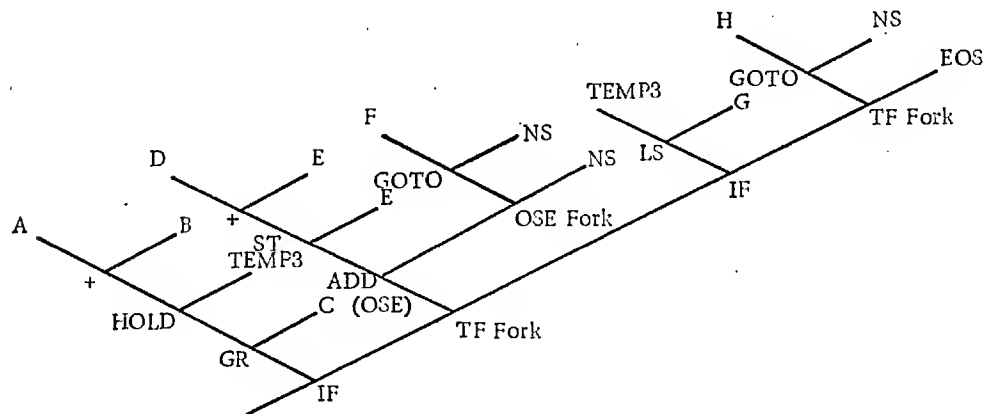 H
NS
EOS
GOTO
TEMP3
G
TF Fork
F
NS
LS
NS
IF
D
E
GOTO
E
OSE Fork
+
A
B
ST
TEMP3
ADD
+
C (OSE)
HOLD
TF Fork
GR
IF